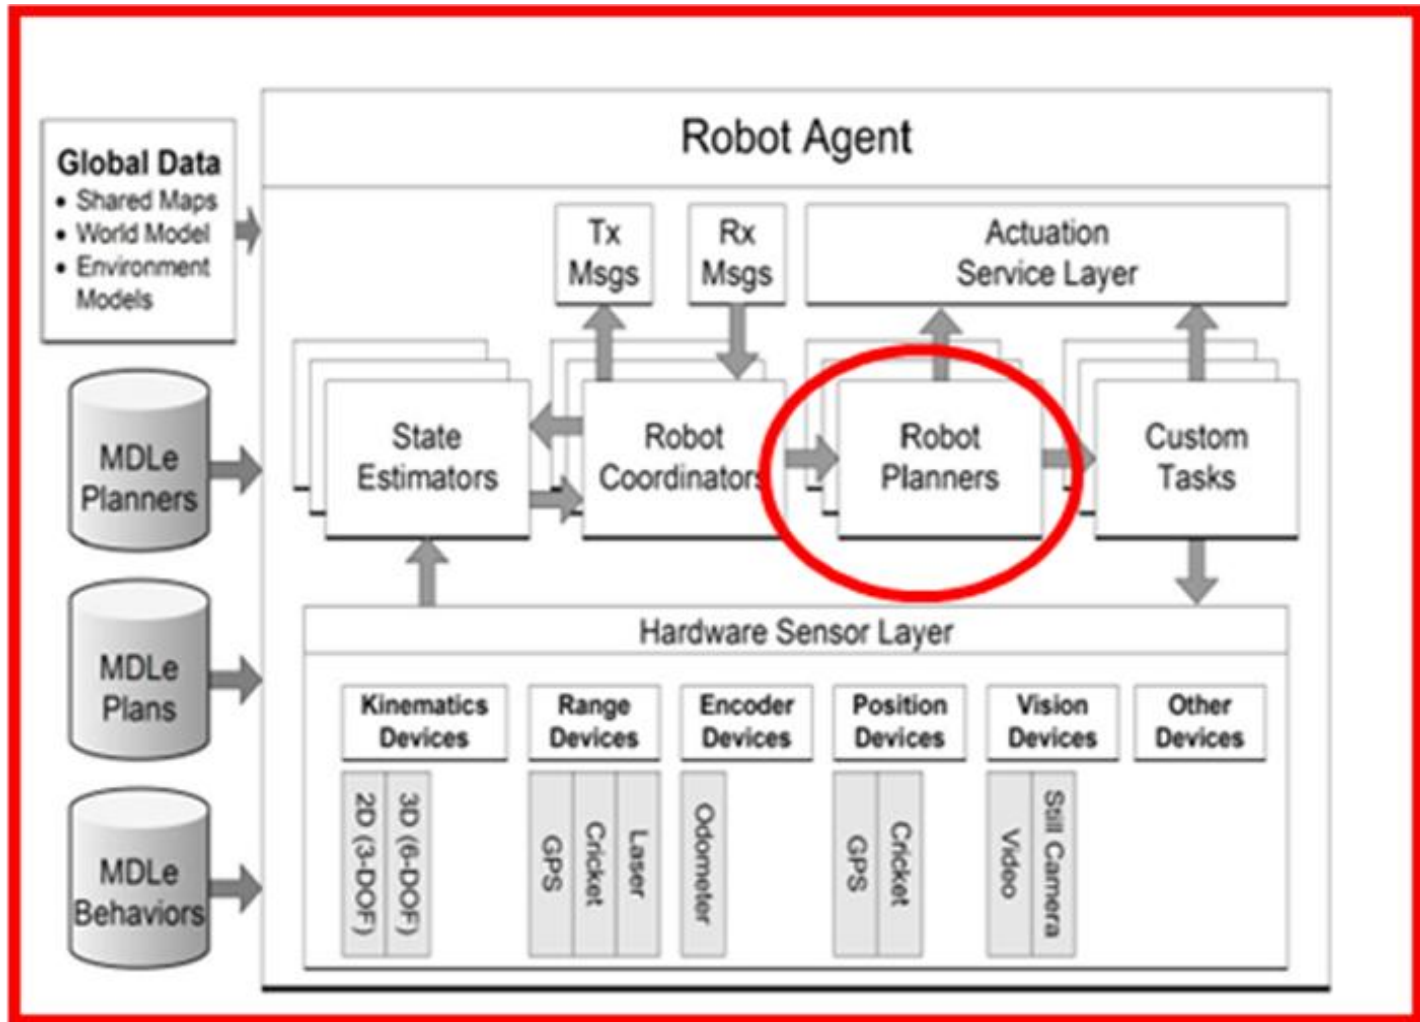 Robot Agent
Global Data
• Shared Maps
• World Model
• Environment
Models
Tx
Msgs
Rx
Msgs
Actuation
Service Layer
MDLe
Planners
State
Estimators
Robot
Coordinators
Robot
Planners
Custom
Tasks
MDLe
Plans
Hardware Sensor Layer
Kinematics
Devices
Range
Devices
Encoder
Devices
Position
Devices
Vision
Devices
Other
Devices
MDLe
Behaviors
2D (3-DOF)
3D (6-DOF)
GPS
Cricket
Laser
Odometer
GPS
Cricket
Video
Still Camera